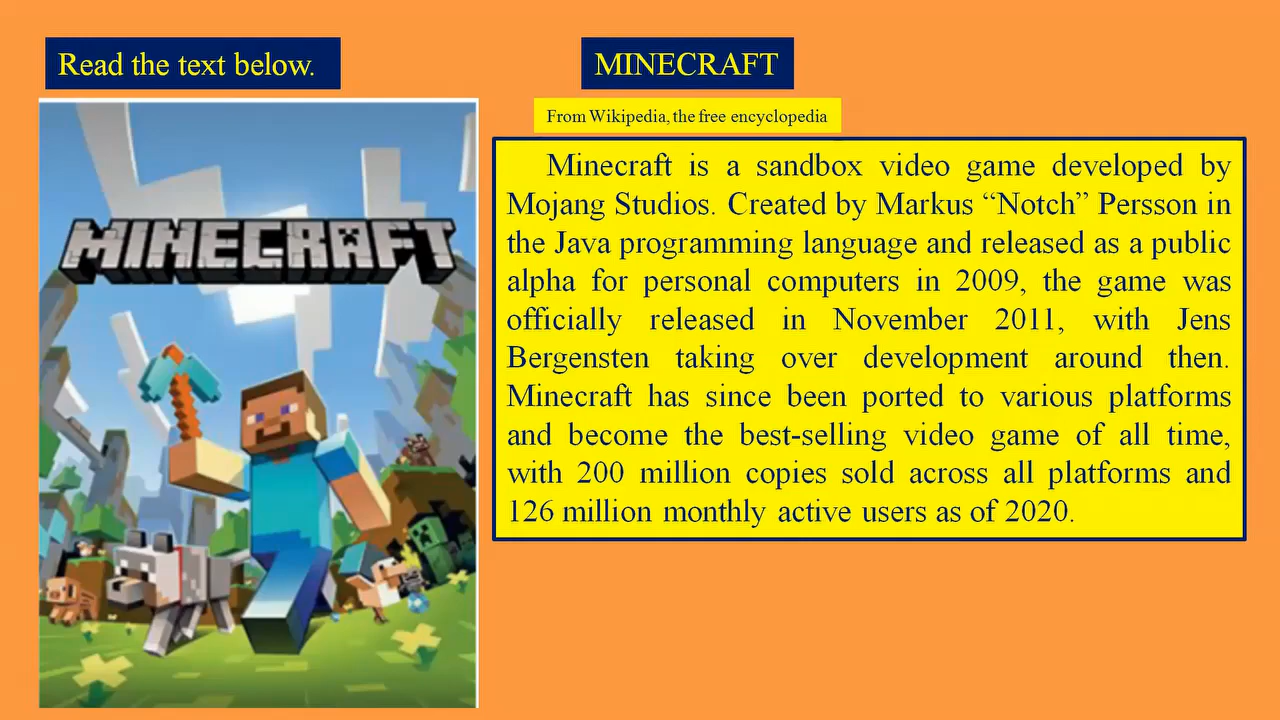 Read the text below.
MINECRAFT
From Wikipedia, the free encyclopedia
MINECRAFT
Minecraft is a sandbox video game developed by
Mojang Studios. Created by Markus “Notch” Persson in
the Java programming language and released as a public
alpha for personal computers in 2009, the game was
officially released in November 2011, with Jens
Bergensten taking over development around then.
Minecraft has since been ported to various platforms
and become the best-selling video game of all time,
with 200 million copies sold across all platforms and
126 million monthly active users as of 2020.